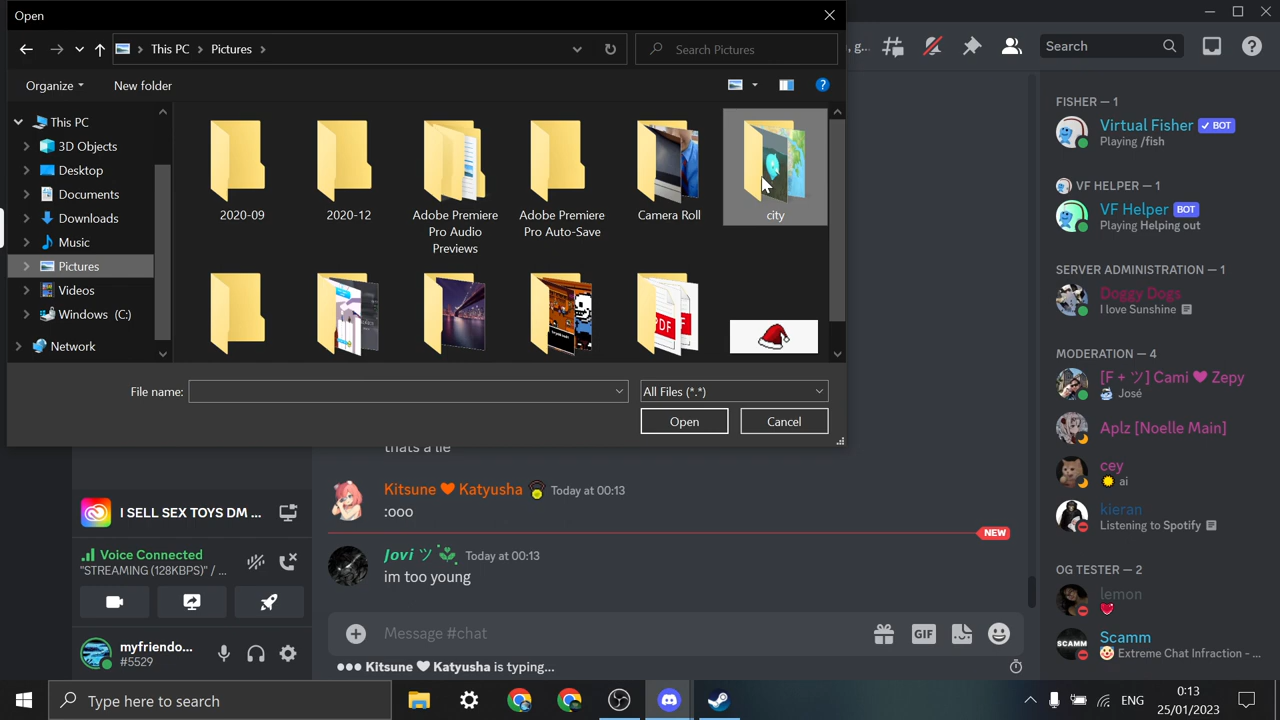 Open
This PC
Pictures
Search Pictures
, g...
Search
Organize
New folder
This PC
3D Objects
Desktop
Documents
Downloads
Music
Pictures
Videos
Windows (C:)
Network
2020-09
2020-12
Adobe Premiere
Pro Audio
Previews
Adobe Premiere
Pro Auto-Save
Camera Roll
city
PDF
File name:
All Files (*.*)
Open
Cancel
thats a lie
Kitsune ❤ Katyusha
Today at 00:13
:ooo
NEW
Jovi ツ
Today at 00:13
im too young
Message #chat
GIF
Kitsune ❤ Katyusha is typing...
I SELL SEX TOYS DM ...
Voice Connected
"STREAMING (128KBPS)" / ...
myfriendo...
#5529
FISHER — 1
Virtual Fisher ✓ BOT
Playing /fish
VF HELPER — 1
VF Helper BOT
Playing Helping out
SERVER ADMINISTRATION — 1
Doggy Dogs
I love Sunshine
MODERATION — 4
[F + ツ] Cami ❤ Zepy
José
Aplz [Noelle Main]
cey
ai
kieran
Listening to Spotify
OG TESTER — 2
lemon
SCAMM
Scamm
Extreme Chat Infraction - ...
Type here to search
ENG
0:13
25/01/2023